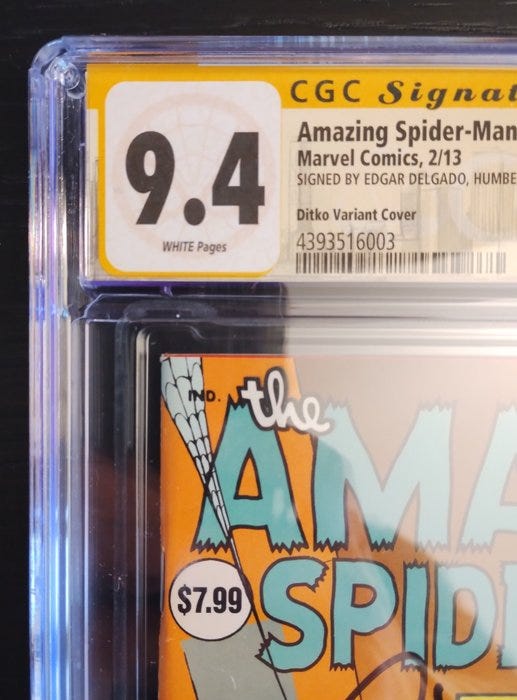 CGC Signat
9.4
WHITE Pages
Amazing Spider-Man
Marvel Comics, 2/13
SIGNED BY EDGAR DELGADO, HUMBE
Ditko Variant Cover
4393516003
IND.
the
AMA
$7.99
SPID